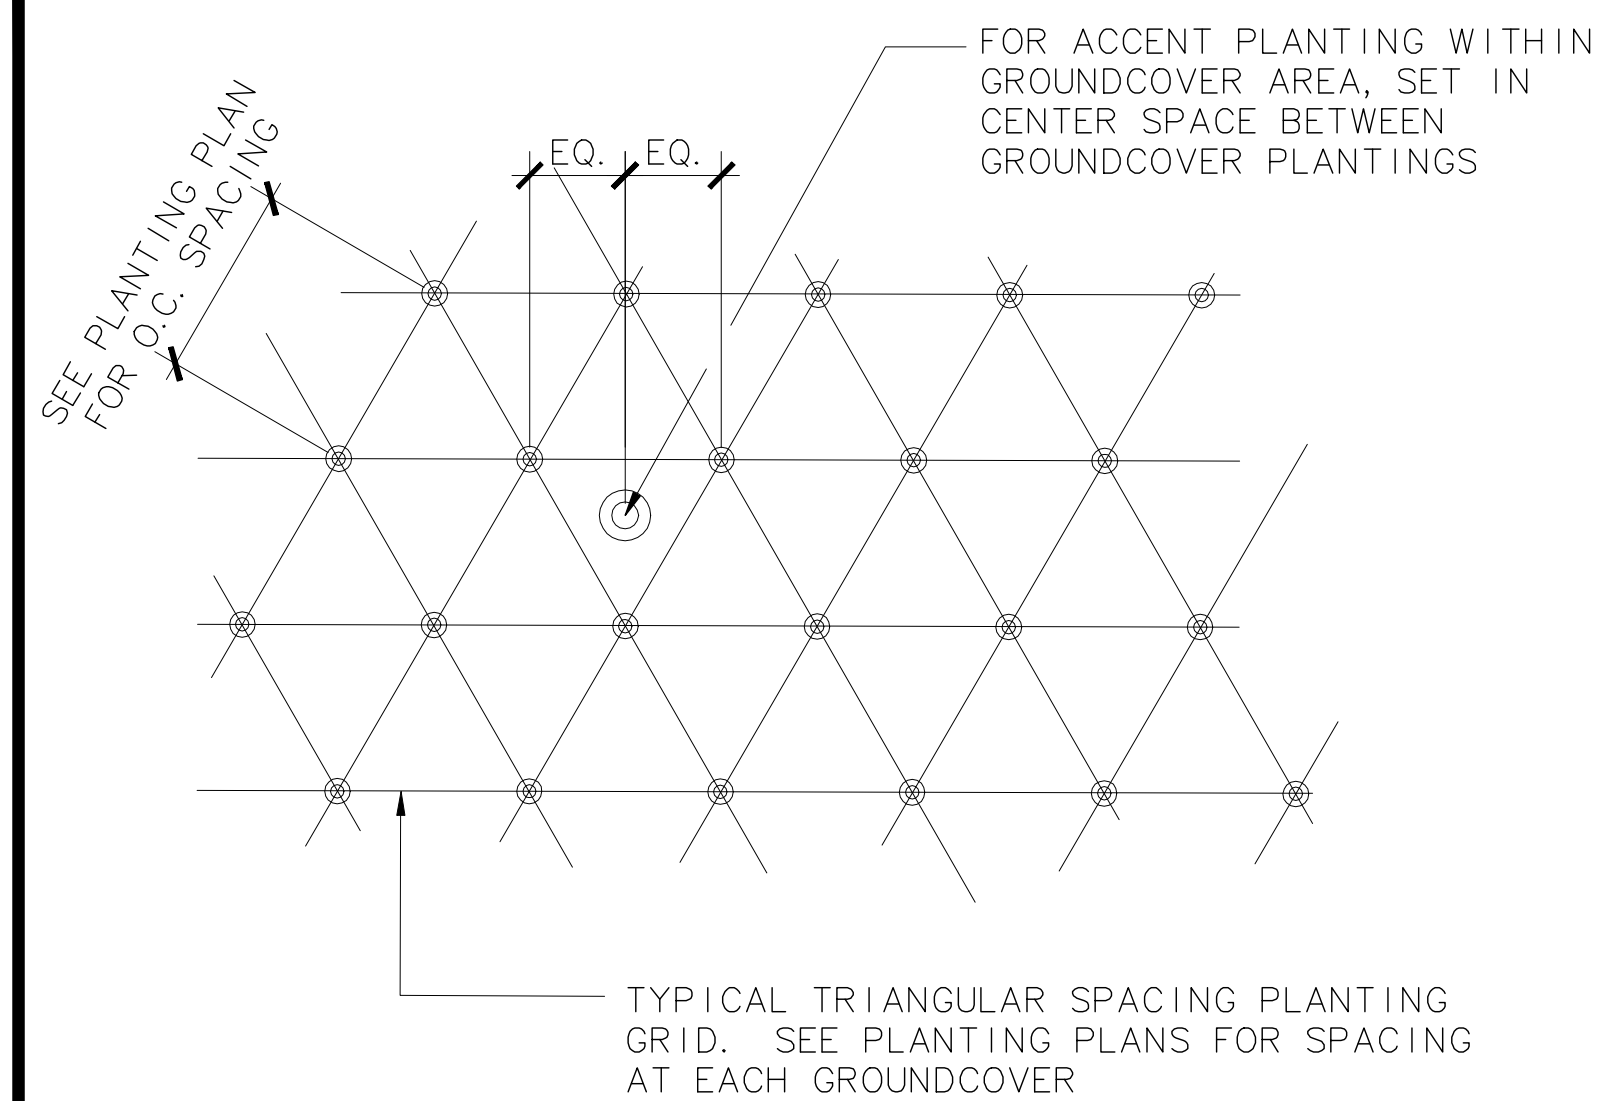 FOR ACCENT PLANTING WITHIN
GROUNDCOVER AREA, SET IN
CENTER SPACE BETWEEN
GROUNDCOVER PLANTINGS
EQ. EQ.
SEE PLANTING PLAN
FOR O.C. SPACING
TYPICAL TRIANGULAR SPACING PLANTING
GRID. SEE PLANTING PLANS FOR SPACING
AT EACH GROUNDCOVER